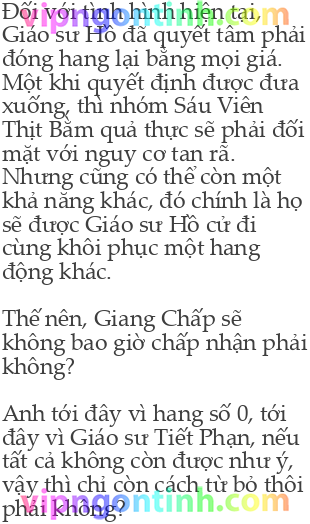 vipngontinh.com
Đối với tình hình hiện tại,
Giáo sư Hồ đã quyết tâm phải
đóng hang lại bằng mọi giá.
Một khi quyết định được đưa
xuống, thì nhóm Sáu Viên
Thịt Bằm quả thực sẽ phải đối
mặt với nguy cơ tan rã.
Nhưng cũng có thể còn một
khả năng khác, đó chính là họ
sẽ được Giáo sư Hồ cử đi
cùng khôi phục một hang
động khác.
Thế nên, Giang Chấp sẽ
không bao giờ chấp nhận phải
không?
Anh tới đây vì hang số 0, tới
đây vì Giáo sư Tiết Phạn, nếu
tất cả không còn được như ý,
vậy thì chỉ còn cách từ bỏ thôi
phải không?
vipngontinh.com